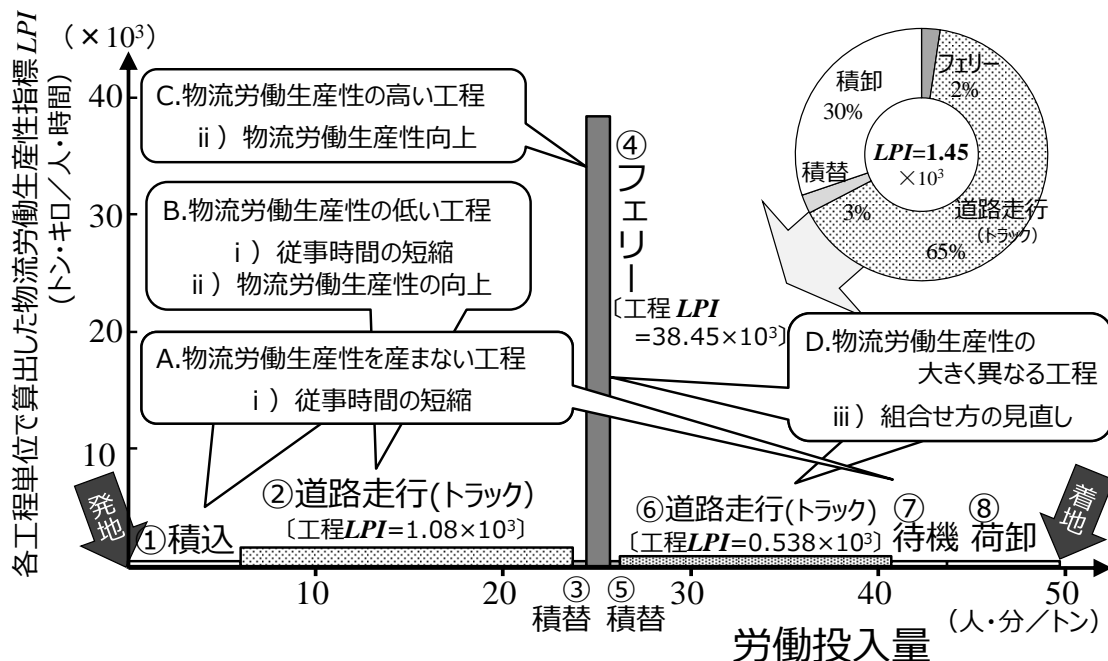 各工程単位で算出した物流労働生産性指標LPI
(トン・キロ／人・時間)
(×10³)
40
30
20
10
C.物流労働生産性の高い工程
ⅱ）物流労働生産性向上
B.物流労働生産性の低い工程
ⅰ）従事時間の短縮
ⅱ）物流労働生産性の向上
A.物流労働生産性を産まない工程
ⅰ）従事時間の短縮
④フェリー
〔工程LPI
=38.45×10³〕
フェリー
2%
積卸
30%
LPI=1.45
×10³
積替
3%
道路走行
(トラック)
65%
D.物流労働生産性の
大きく異なる工程
ⅲ）組合せ方の見直し
発地
①積込
②道路走行(トラック)
〔工程LPI=1.08×10³〕
⑥道路走行(トラック)
〔工程LPI=0.538×10³〕
⑦
待機
⑧
荷卸
着地
10
20
③
積替
⑤
積替
30
40
50
(人・分／トン)
労働投入量